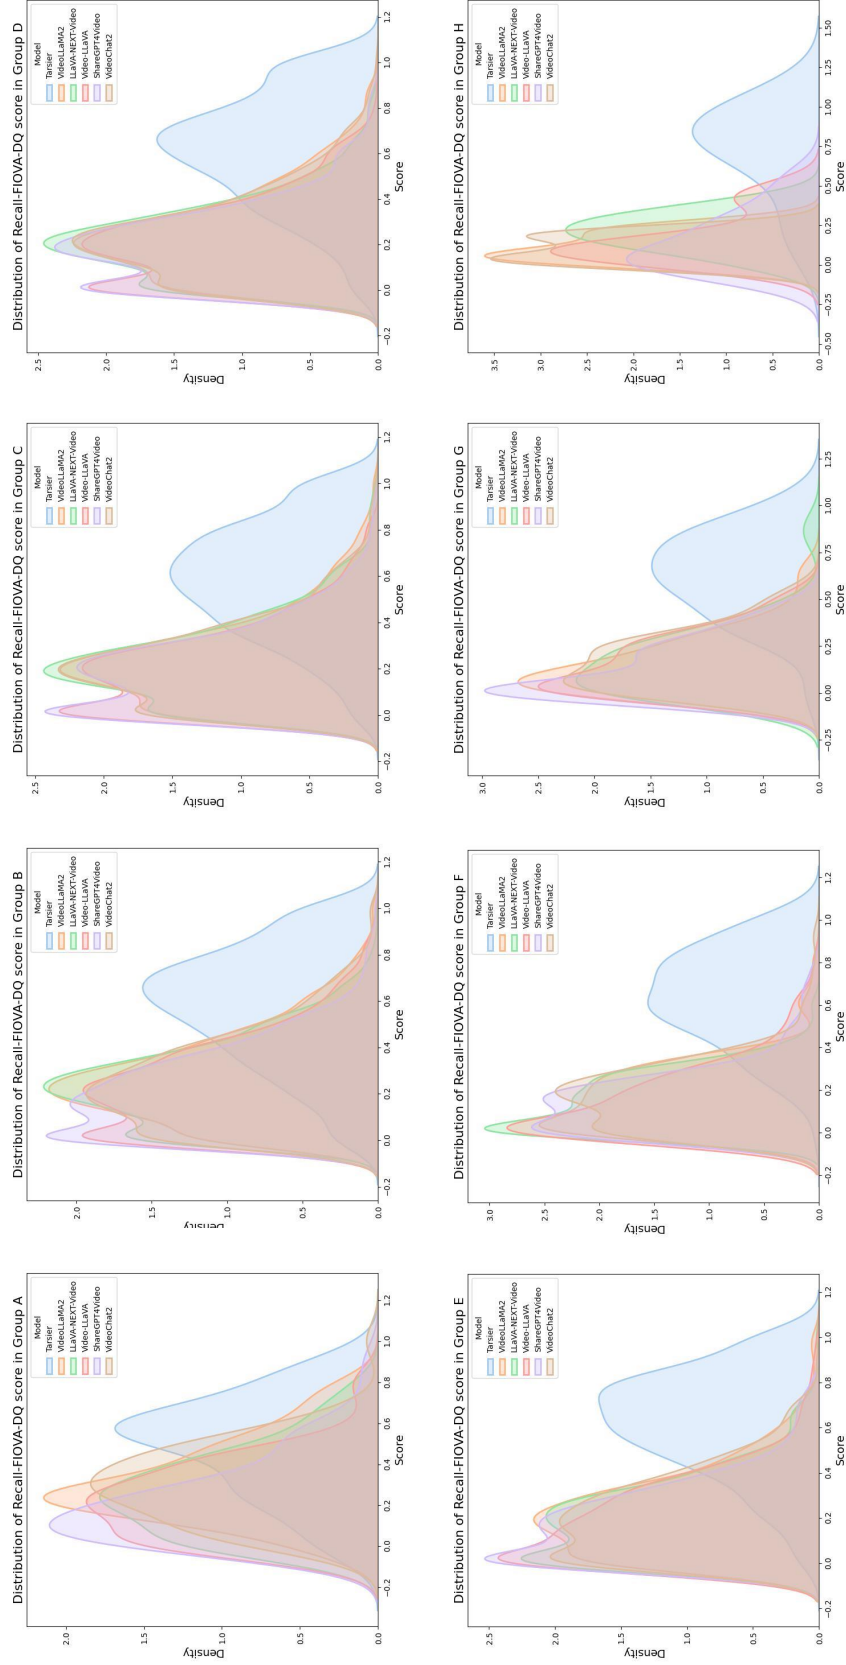 Distribution of Recall-FIOVA-DQ score in Group A
Model
Tarsier
VideoLLaMA2
LLaVA-NEXT-Video
Video-LLaVA
ShareGPT4Video
VideoChat2
Density
2.0
1.5
1.0
0.5
0.0
−0.2 0.0 0.2 0.4 0.6 0.8 1.0 1.2
Score
Distribution of Recall-FIOVA-DQ score in Group B
Model
Tarsier
VideoLLaMA2
LLaVA-NEXT-Video
Video-LLaVA
ShareGPT4Video
VideoChat2
Density
2.0
1.5
1.0
0.5
0.0
−0.2 0.0 0.2 0.4 0.6 0.8 1.0 1.2
Score
Distribution of Recall-FIOVA-DQ score in Group C
Model
Tarsier
VideoLLaMA2
LLaVA-NEXT-Video
Video-LLaVA
ShareGPT4Video
VideoChat2
Density
2.5
2.0
1.5
1.0
0.5
0.0
−0.2 0.0 0.2 0.4 0.6 0.8 1.0 1.2
Score
Distribution of Recall-FIOVA-DQ score in Group D
Model
Tarsier
VideoLLaMA2
LLaVA-NEXT-Video
Video-LLaVA
ShareGPT4Video
VideoChat2
Density
2.5
2.0
1.5
1.0
0.5
0.0
−0.2 0.0 0.2 0.4 0.6 0.8 1.0 1.2
Score
Distribution of Recall-FIOVA-DQ score in Group E
Model
Tarsier
VideoLLaMA2
LLaVA-NEXT-Video
Video-LLaVA
ShareGPT4Video
VideoChat2
Density
2.5
2.0
1.5
1.0
0.5
0.0
−0.2 0.0 0.2 0.4 0.6 0.8 1.0 1.2
Score
Distribution of Recall-FIOVA-DQ score in Group F
Model
Tarsier
VideoLLaMA2
LLaVA-NEXT-Video
Video-LLaVA
ShareGPT4Video
VideoChat2
Density
3.0
2.5
2.0
1.5
1.0
0.5
0.0
−0.2 0.0 0.2 0.4 0.6 0.8 1.0 1.2
Score
Distribution of Recall-FIOVA-DQ score in Group G
Model
Tarsier
VideoLLaMA2
LLaVA-NEXT-Video
Video-LLaVA
ShareGPT4Video
VideoChat2
Density
3.0
2.5
2.0
1.5
1.0
0.5
0.0
−0.25 0.00 0.25 0.50 0.75 1.00 1.25
Score
Distribution of Recall-FIOVA-DQ score in Group H
Model
Tarsier
VideoLLaMA2
LLaVA-NEXT-Video
Video-LLaVA
ShareGPT4Video
VideoChat2
Density
3.5
3.0
2.5
2.0
1.5
1.0
0.5
0.0
−0.50 −0.25 0.00 0.25 0.50 0.75 1.00 1.25 1.50
Score